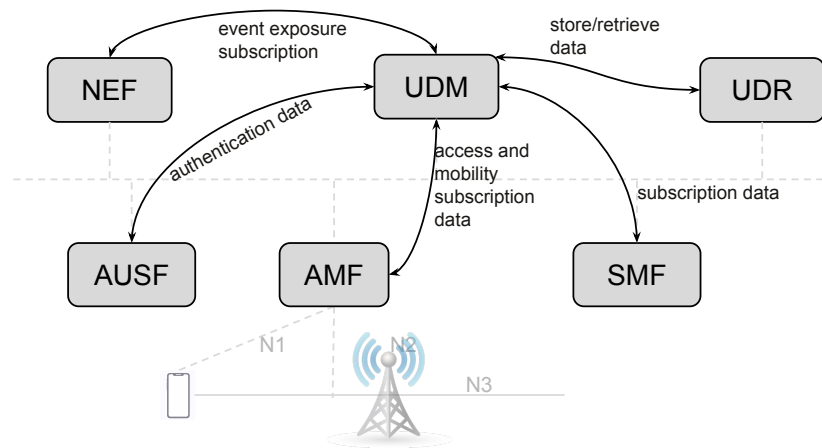 event exposure
subscription
store/retrieve
data
NEF
UDM
UDR
authentication data
access and
mobility
subscription
data
subscription data
AUSF
AMF
SMF
N1
N2
N3